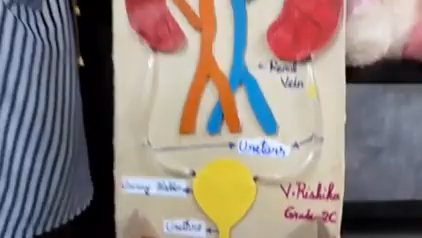 Renal
Vein
Ureters
Urinary Bladder
V. Rishika
Grade-2C
Urethra